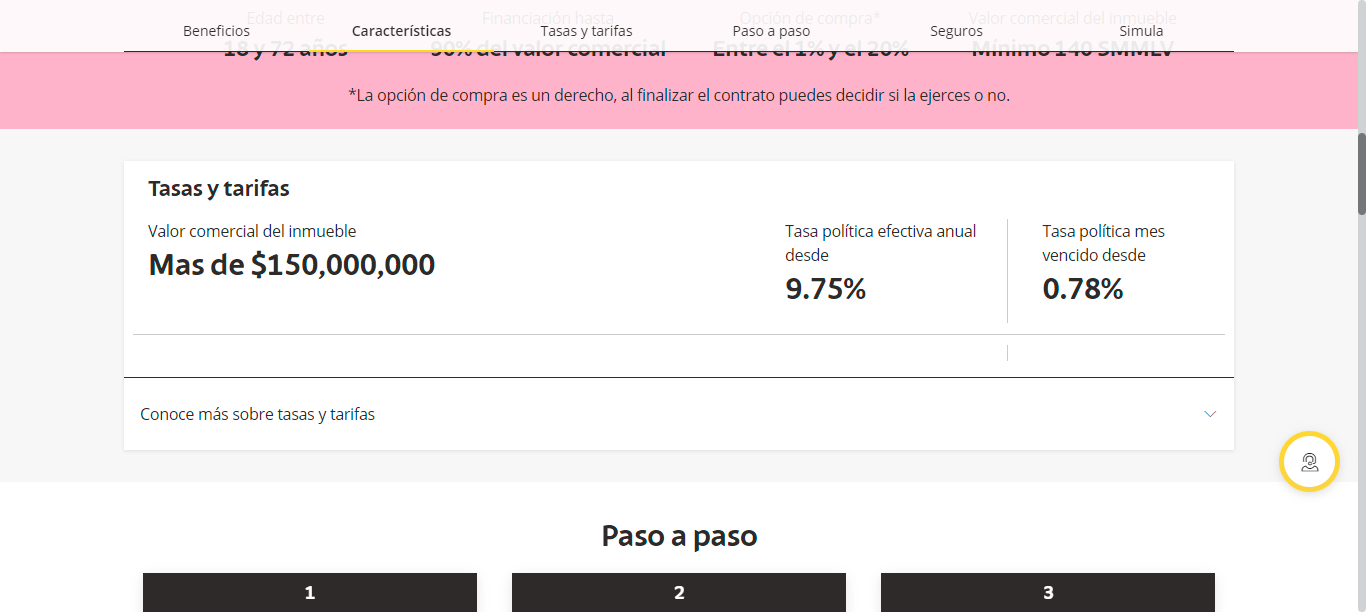 Edad entre Financiación hasta Opción de compra* Valor comercial del inmueble
Beneficios Características Tasas y tarifas Paso a paso Seguros Simula
18 y 72 años 90% del valor comercial Entre el 1% y el 20% Mínimo 140 SMMLV
*La opción de compra es un derecho, al finalizar el contrato puedes decidir si la ejerces o no.
Tasas y tarifas
Valor comercial del inmueble
Mas de $150,000,000
Tasa política efectiva anual
desde
9.75%
Tasa política mes
vencido desde
0.78%
Conoce más sobre tasas y tarifas
Paso a paso
1 2 3